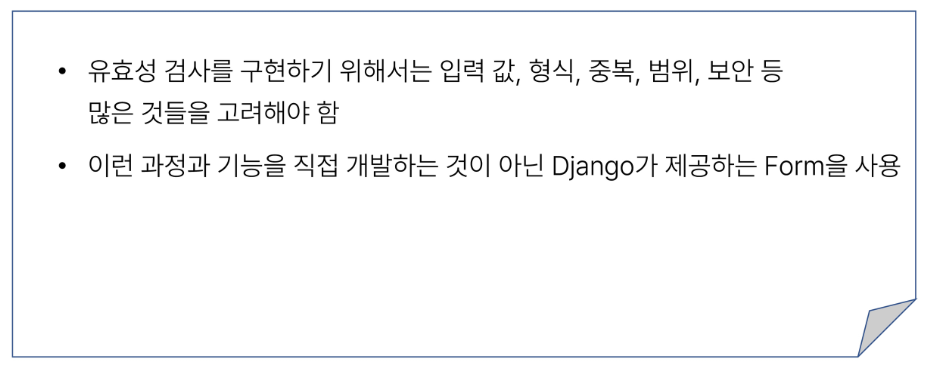 • 유효성 검사를 구현하기 위해서는 입력 값, 형식, 중복, 범위, 보안 등
많은 것들을 고려해야 함
• 이런 과정과 기능을 직접 개발하는 것이 아닌 Django가 제공하는 Form을 사용